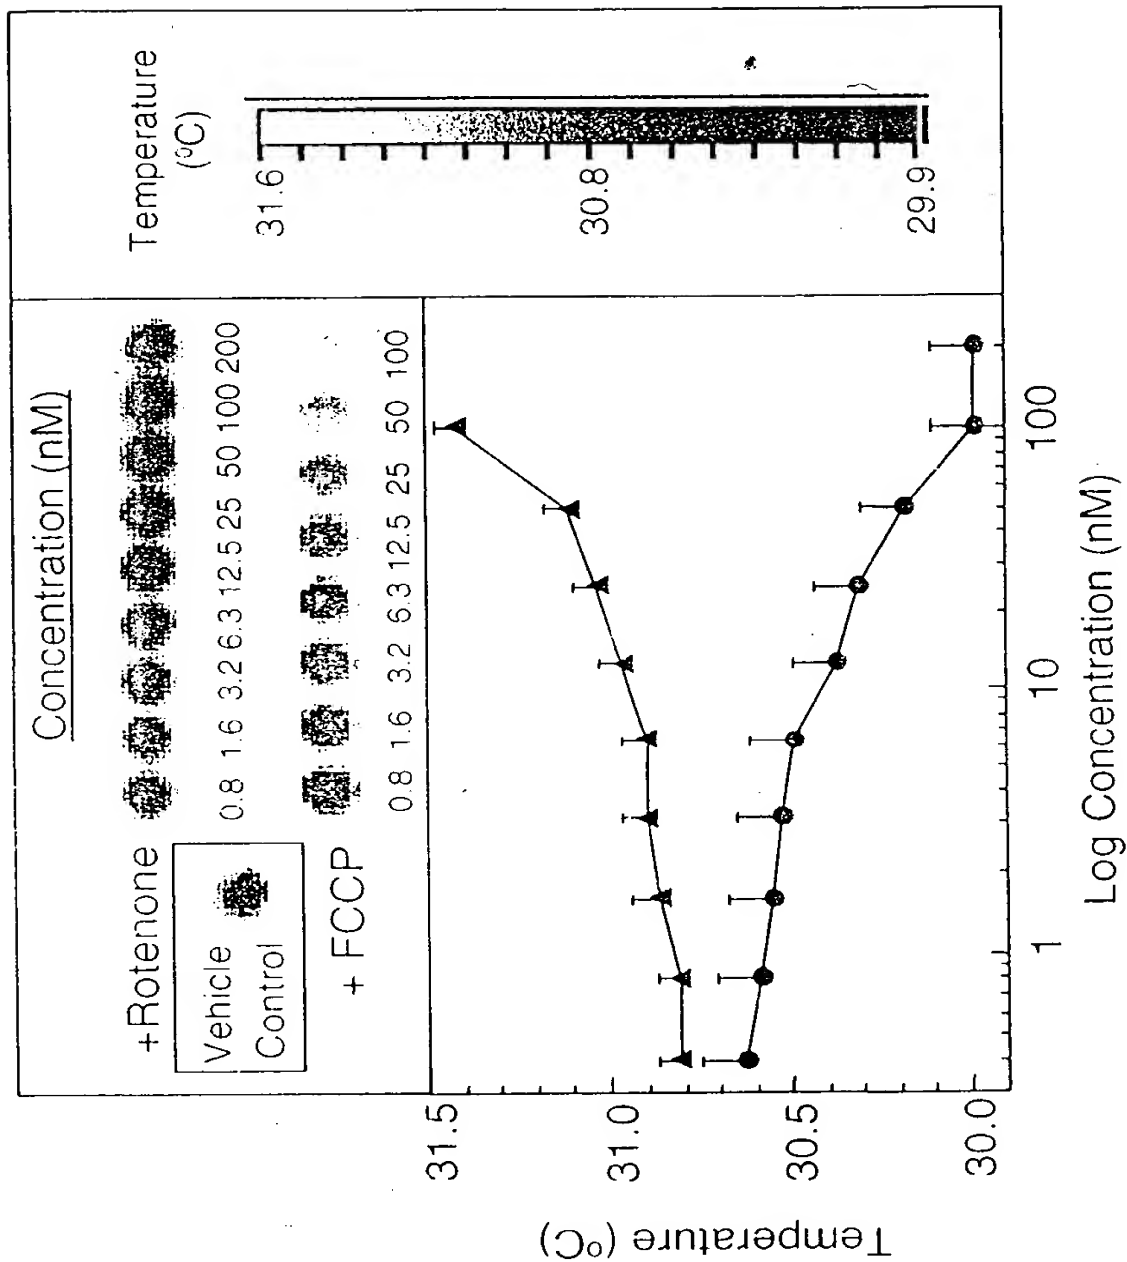 Concentration (nM)
+Rotenone
0.8 1.6 3.2 6.3 12.5 25 50 100 200
Vehicle
Control
+ FCCP
0.8 1.6 3.2 6.3 12.5 25 50 100
Temperature
(°C)
31.6
30.8
29.9
Temperature (°C)
31.5
31.0
30.5
30.0
1
10
100
Log Concentration (nM)